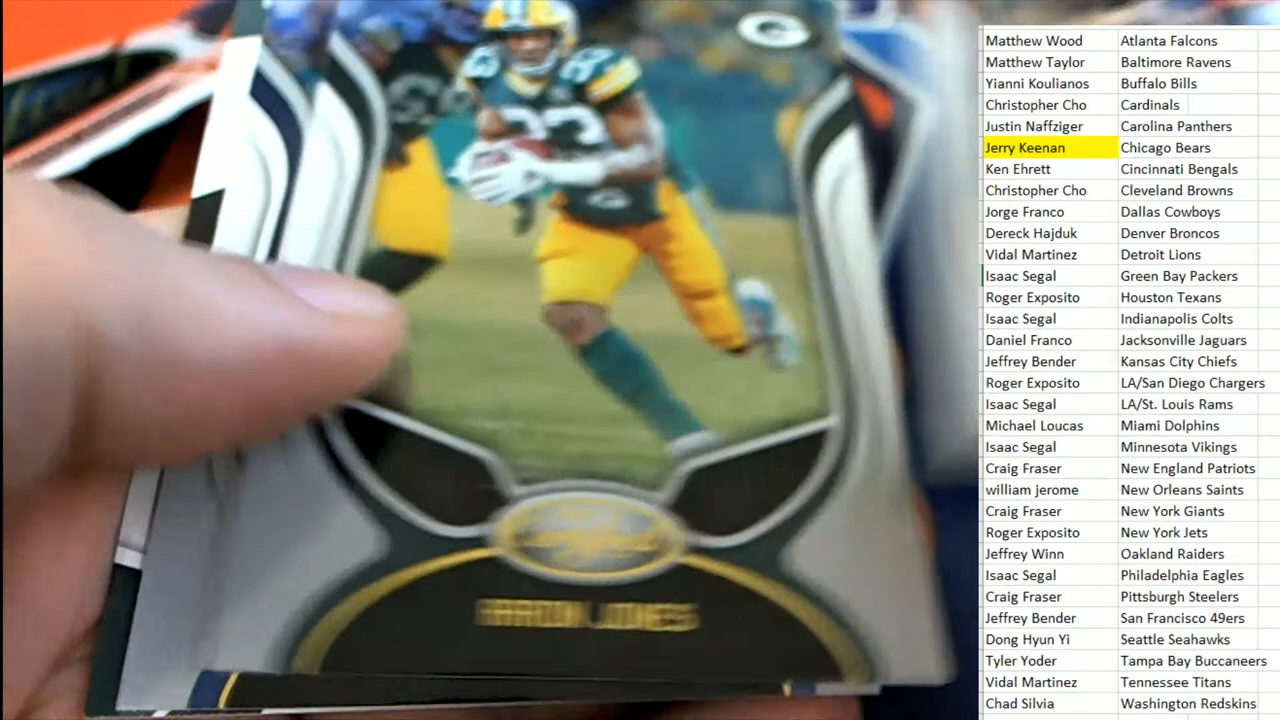 Matthew Wood Atlanta Falcons
Matthew Taylor Baltimore Ravens
Yianni Koulianos Buffalo Bills
Christopher Cho Cardinals
Justin Naffziger Carolina Panthers
Jerry Keenan Chicago Bears
Ken Ehrett Cincinnati Bengals
Christopher Cho Cleveland Browns
Jorge Franco Dallas Cowboys
Dereck Hajduk Denver Broncos
Vidal Martinez Detroit Lions
Isaac Segal Green Bay Packers
Roger Exposito Houston Texans
Isaac Segal Indianapolis Colts
Daniel Franco Jacksonville Jaguars
Jeffrey Bender Kansas City Chiefs
Roger Exposito LA/San Diego Chargers
Isaac Segal LA/St. Louis Rams
Michael Loucas Miami Dolphins
Isaac Segal Minnesota Vikings
Craig Fraser New England Patriots
william jerome New Orleans Saints
Craig Fraser New York Giants
Roger Exposito New York Jets
Jeffrey Winn Oakland Raiders
Isaac Segal Philadelphia Eagles
Craig Fraser Pittsburgh Steelers
Jeffrey Bender San Francisco 49ers
Dong Hyun Yi Seattle Seahawks
Tyler Yoder Tampa Bay Buccaneers
Vidal Martinez Tennessee Titans
Chad Silvia Washington Redskins
G
33
AARON JONES